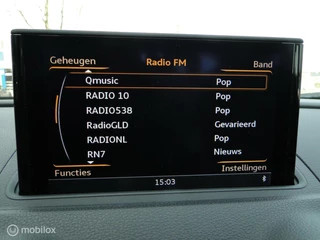 Geheugen Radio FM Band
Qmusic Pop
RADIO 10 Pop
RADIO538 Pop
RadioGLD Gevarieerd
RADIONL Pop
RN7 Nieuws
Functies Instellingen
15:03
mobilox